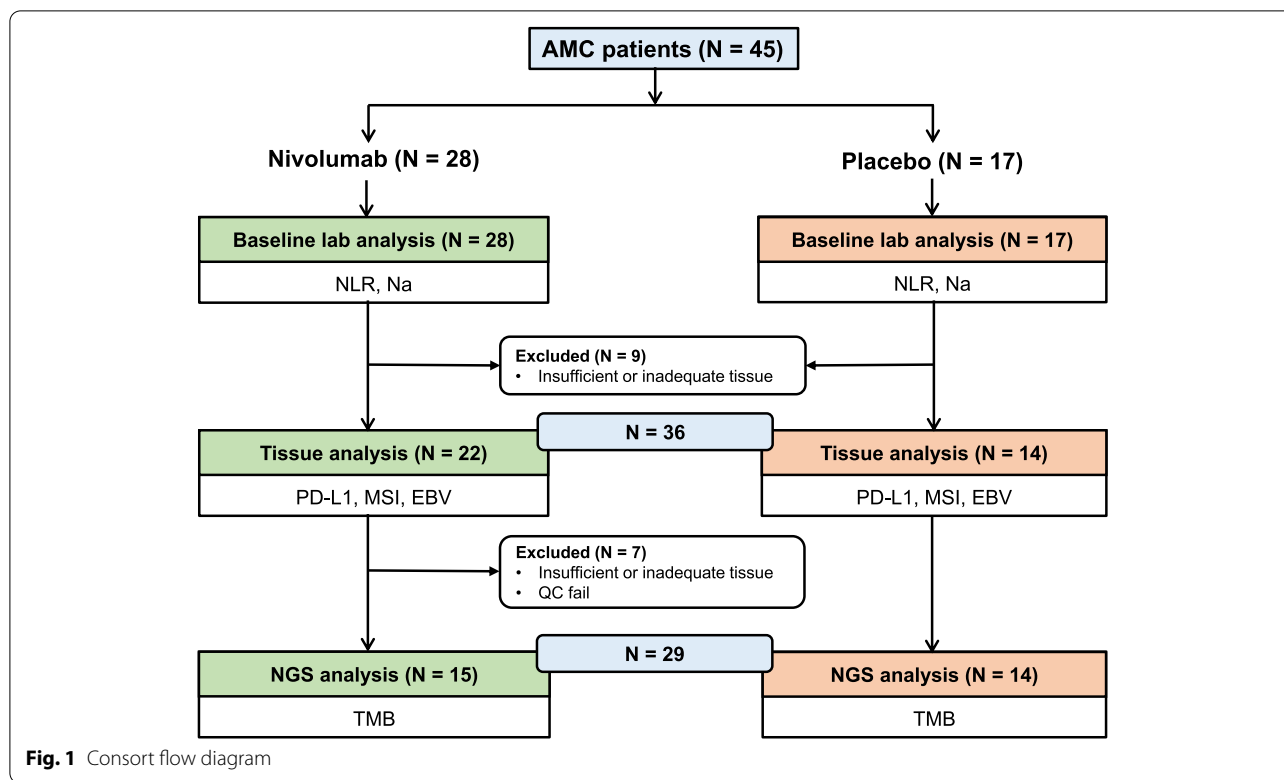 AMC patients (N = 45)
Nivolumab (N = 28)
Placebo (N = 17)
Baseline lab analysis (N = 28)
NLR, Na
Baseline lab analysis (N = 17)
NLR, Na
Excluded (N = 9)
• Insufficient or inadequate tissue
N = 36
Tissue analysis (N = 22)
PD-L1, MSI, EBV
Tissue analysis (N = 14)
PD-L1, MSI, EBV
Excluded (N = 7)
• Insufficient or inadequate tissue
• QC fail
N = 29
NGS analysis (N = 15)
TMB
NGS analysis (N = 14)
TMB
Fig. 1 Consort flow diagram